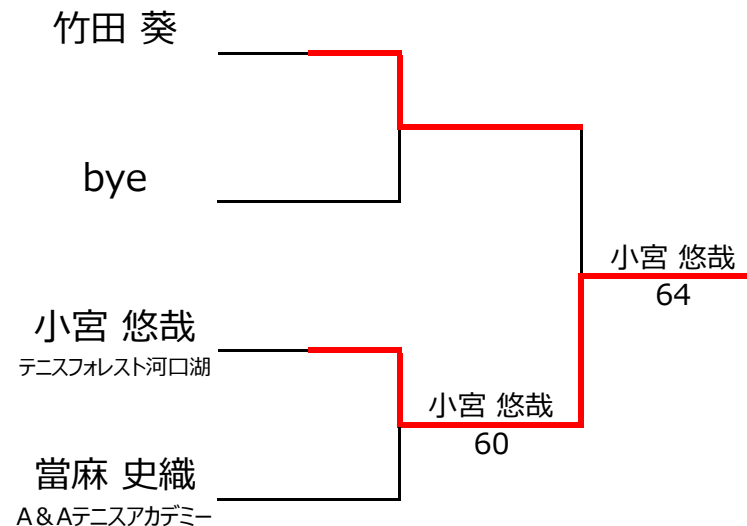 竹田 葵
bye
小宮 悠哉
64
小宮 悠哉
テニスフォレスト河口湖
小宮 悠哉
60
當麻 史織
A&Aテニスアカデミー